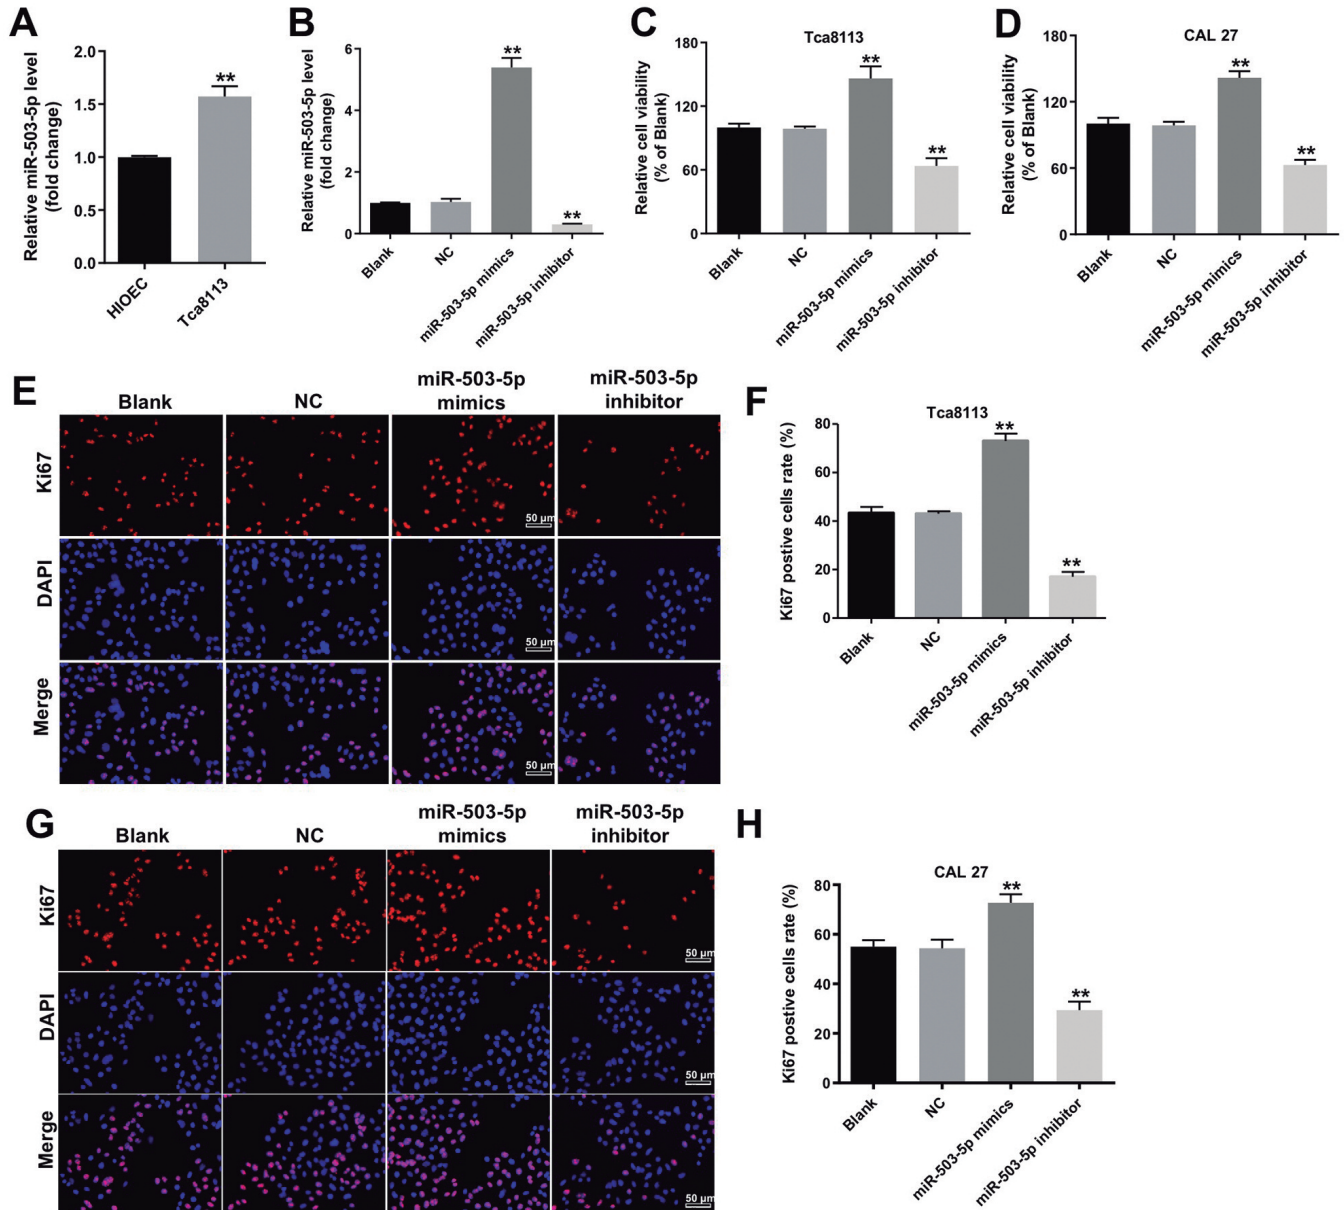 A
Relative miR-503-5p level
(fold change)
2.0
1.5
1.0
0.5
0.0
**
HIOEC
Tca8113
B
Relative miR-503-5p level
(fold change)
6
4
2
0
**
**
Blank
NC
miR-503-5p mimics
miR-503-5p inhibitor
C
Tca8113
Relative cell viability
(% of Blank)
180
120
60
0
**
**
Blank
NC
miR-503-5p mimics
miR-503-5p inhibitor
D
CAL 27
Relative cell viability
(% of Blank)
180
120
60
0
**
**
Blank
NC
miR-503-5p mimics
miR-503-5p inhibitor
E
Blank
NC
miR-503-5p
mimics
miR-503-5p
inhibitor
Ki67
50 μm
DAPI
50 μm
Merge
50 μm
F
Tca8113
Ki67 postive cells rate (%)
80
60
40
20
0
**
**
Blank
NC
miR-503-5p mimics
miR-503-5p inhibitor
G
Blank
NC
miR-503-5p
mimics
miR-503-5p
inhibitor
Ki67
50 μm
DAPI
50 μm
Merge
50 μm
H
CAL 27
Ki67 postive cells rate (%)
80
60
40
20
0
**
**
Blank
NC
miR-503-5p mimics
miR-503-5p inhibitor